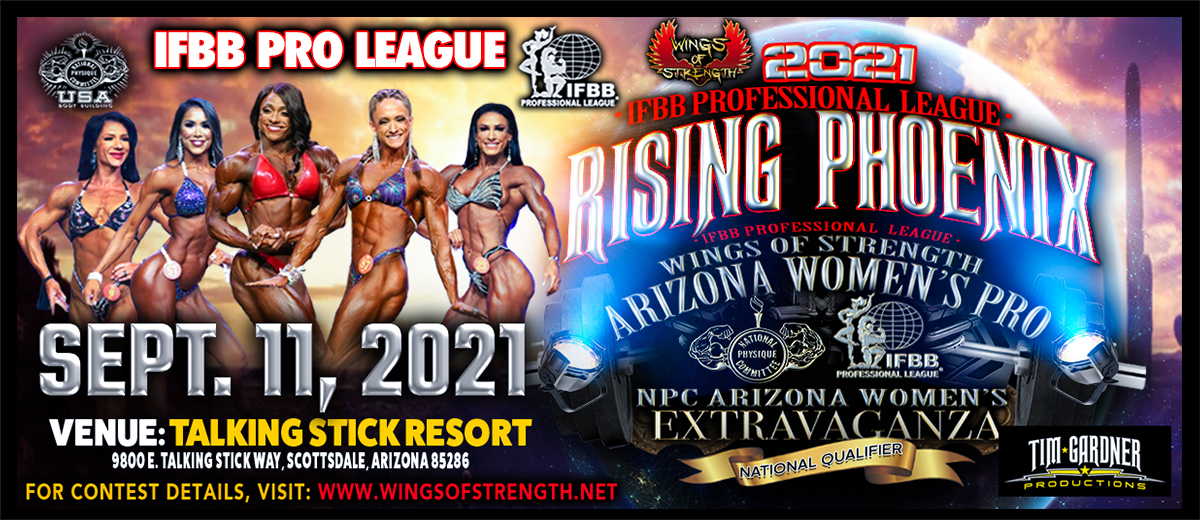 NATIONAL
PHYSIQUE
COMMITTEE
USA
BODY BUILDING
IFBB PRO LEAGUE
IFBB
PROFESSIONAL LEAGUE
WINGS
OF
STRENGTH
2021
· IFBB PROFESSIONAL LEAGUE ·
RISING PHOENIX
· IFBB PROFESSIONAL LEAGUE ·
WINGS OF STRENGTH
ARIZONA WOMEN'S PRO
NATIONAL
PHYSIQUE
COMMITTEE
IFBB
PROFESSIONAL LEAGUE
NPC ARIZONA WOMEN'S
EXTRAVAGANZA
NATIONAL QUALIFIER
SEPT. 11, 2021
VENUE: TALKING STICK RESORT
9800 E. TALKING STICK WAY, SCOTTSDALE, ARIZONA 85286
FOR CONTEST DETAILS, VISIT: WWW.WINGSOFSTRENGTH.NET
TIM GARDNER
PRODUCTIONS